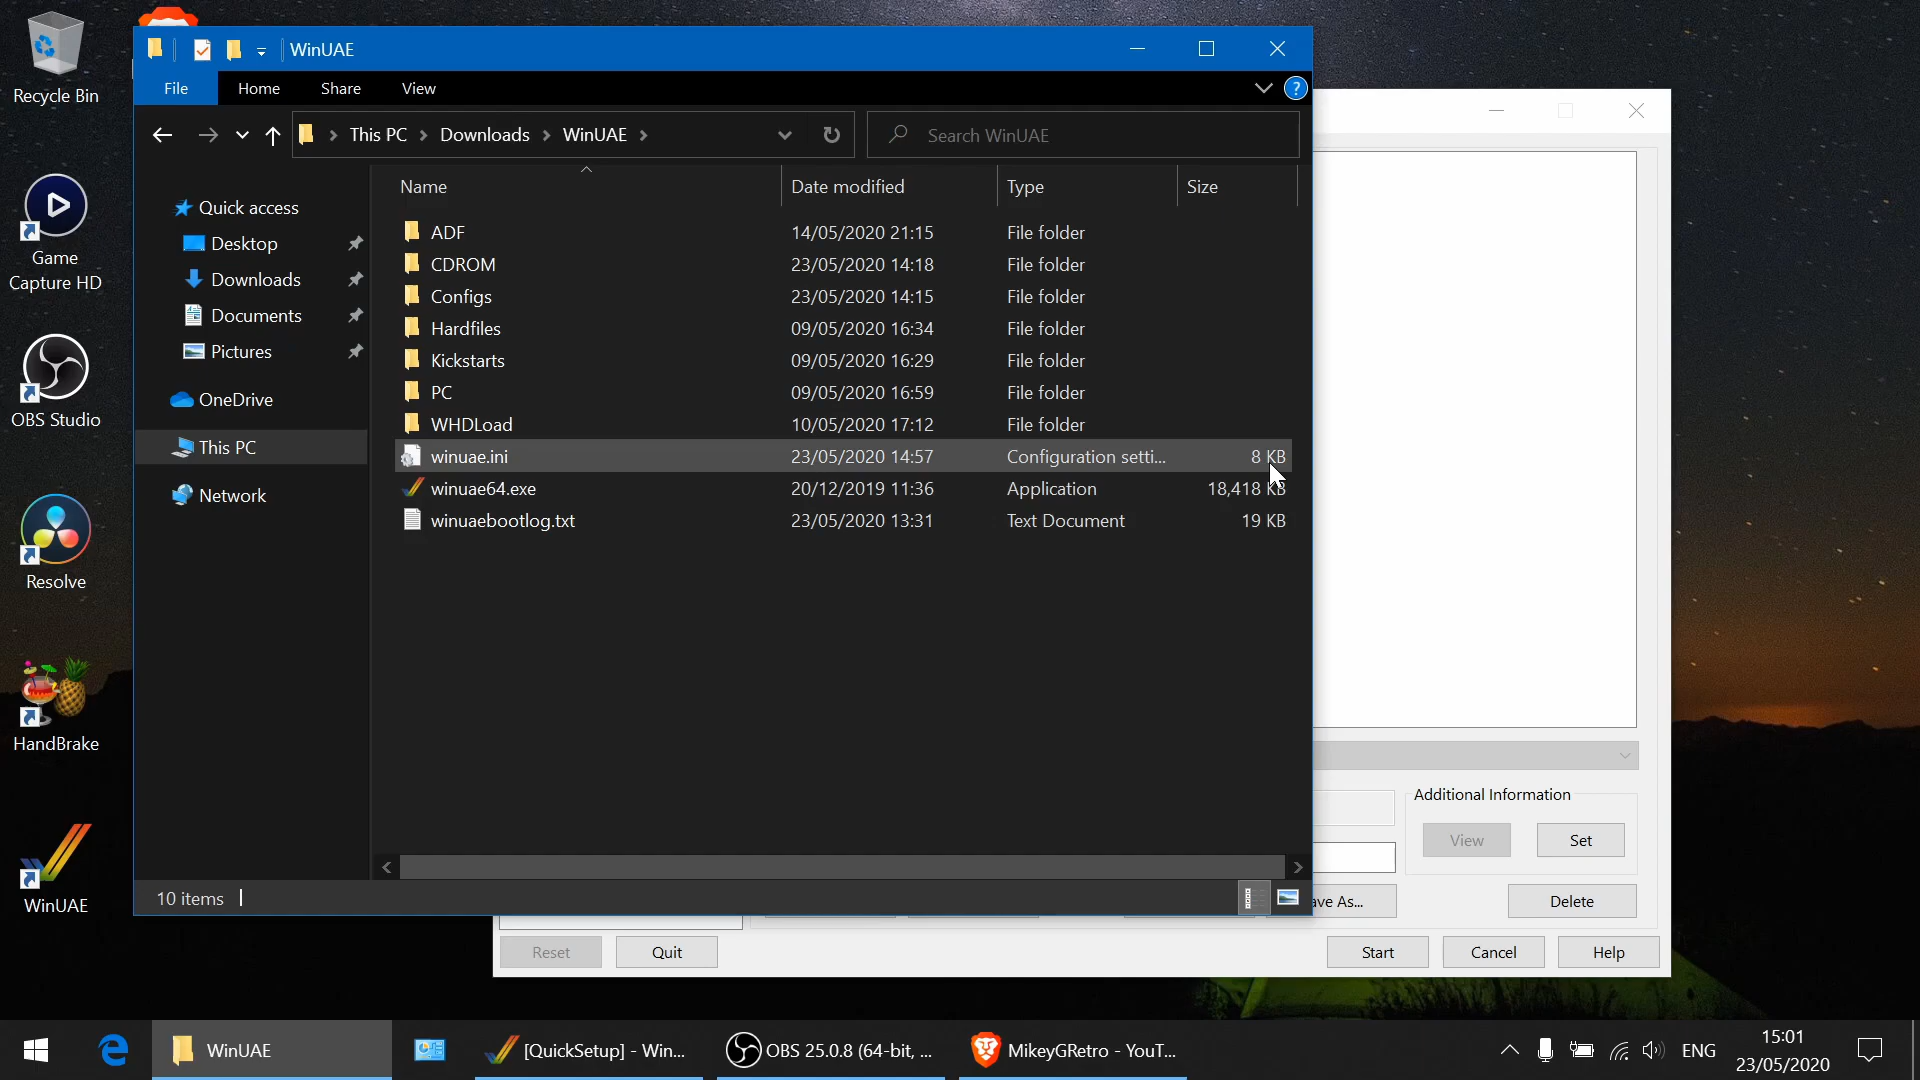 Recycle Bin
Game
Capture HD
OBS Studio
Resolve
HandBrake
WinUAE
WinUAE
File Home Share View
?
This PC Downloads WinUAE
Search WinUAE
Quick access
Desktop
Downloads
Documents
Pictures
OneDrive
This PC
Network
Name Date modified Type Size
ADF 14/05/2020 21:15 File folder
CDROM 23/05/2020 14:18 File folder
Configs 23/05/2020 14:15 File folder
Hardfiles 09/05/2020 16:34 File folder
Kickstarts 09/05/2020 16:29 File folder
PC 09/05/2020 16:59 File folder
WHDLoad 10/05/2020 17:12 File folder
winuae.ini 23/05/2020 14:57 Configuration setti... 8 KB
winuae64.exe 20/12/2019 11:36 Application 18,418 KB
winuaebootlog.txt 23/05/2020 13:31 Text Document 19 KB
10 items
Additional Information
View Set
ave As... Delete
Reset Quit Start Cancel Help
WinUAE
[QuickSetup] - Win...
OBS 25.0.8 (64-bit, ...
MikeyGRetro - YouT...
ENG
15:01
23/05/2020